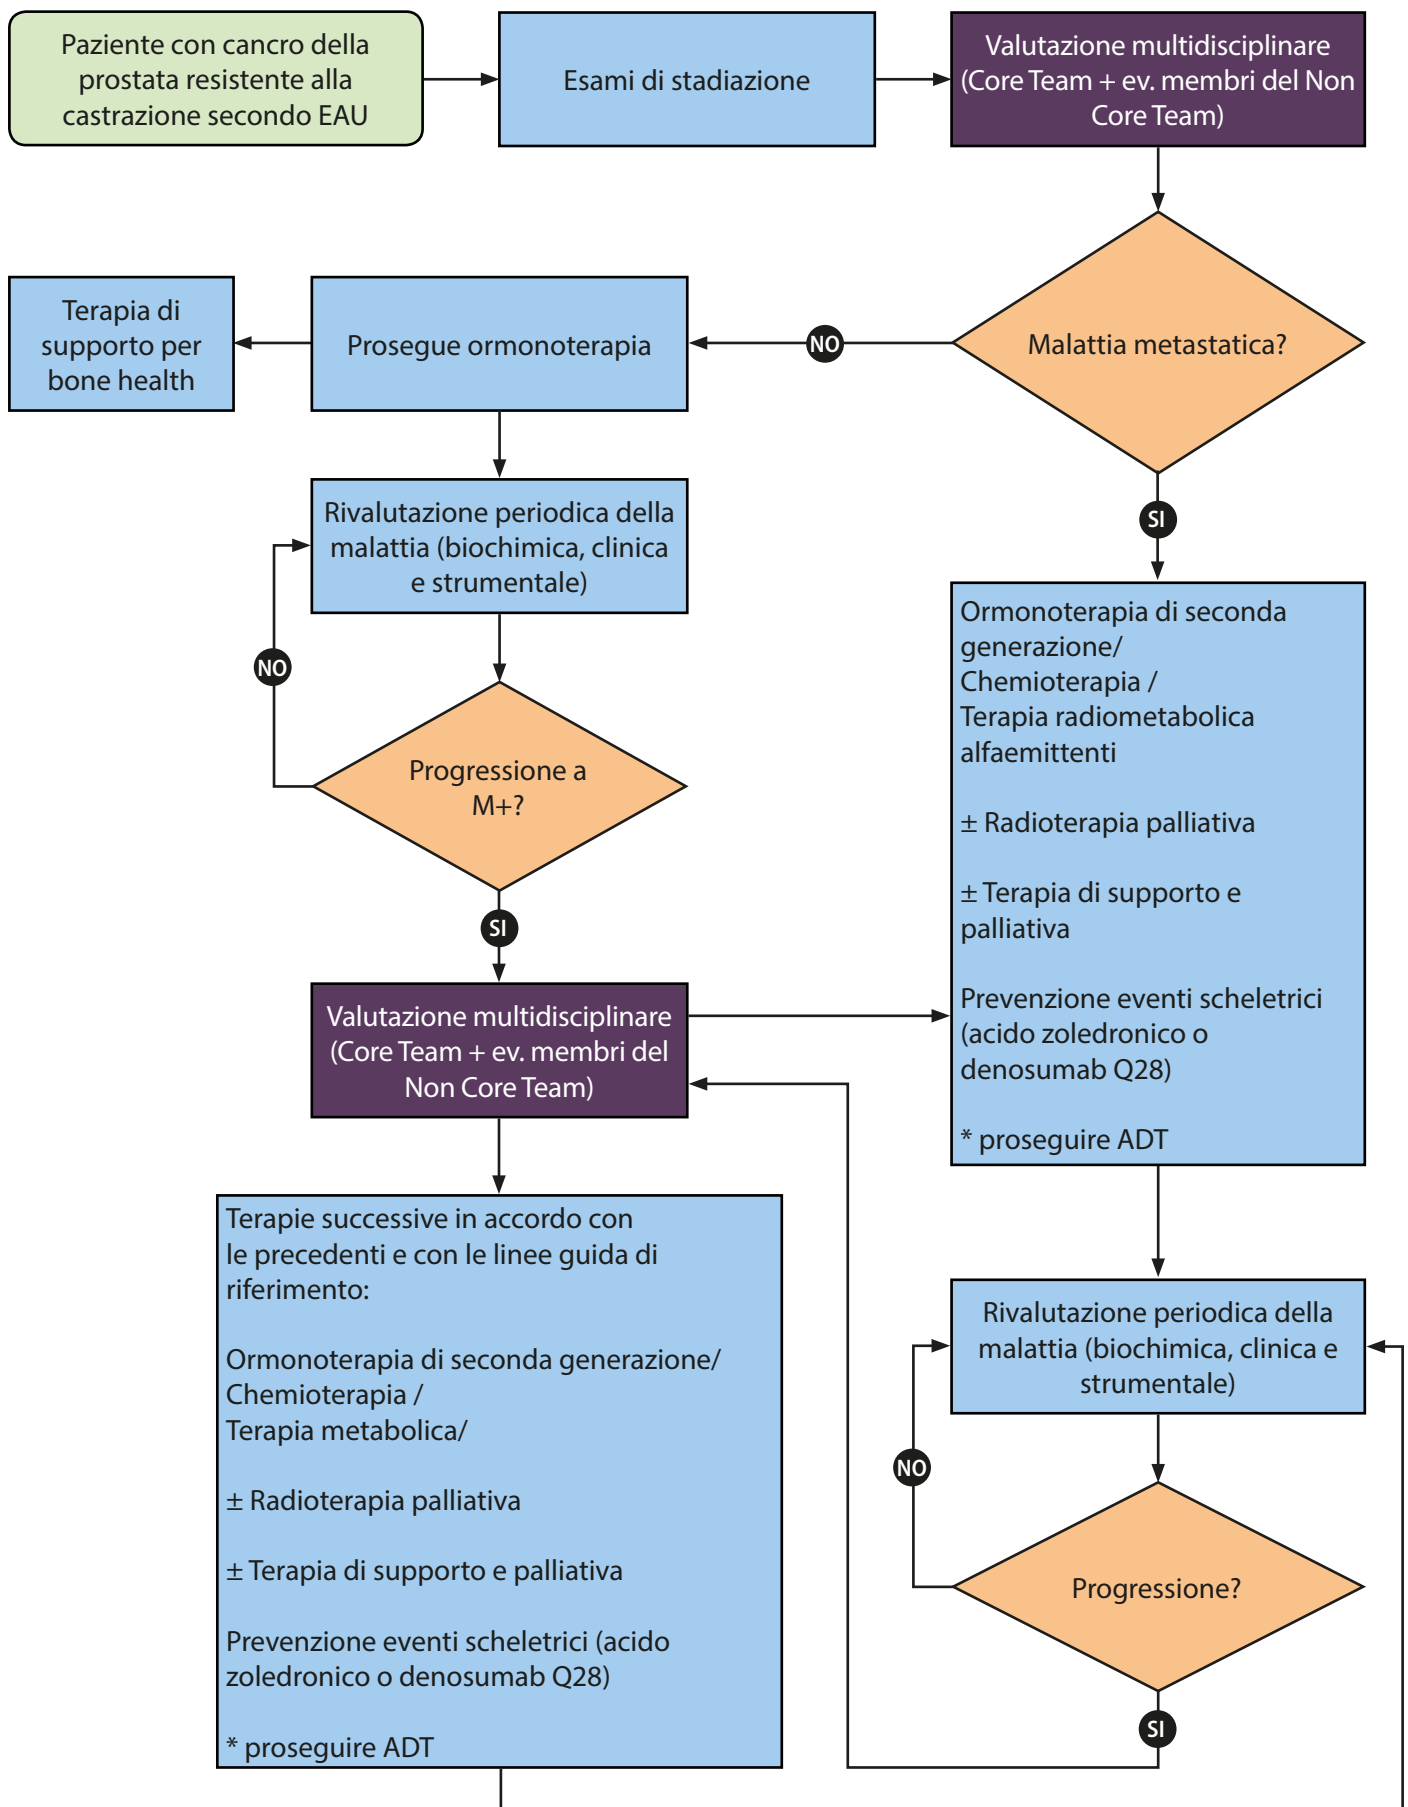 Paziente con cancro della
prostata resistente alla
castrazione secondo EAU
Esami di stadiazione
Valutazione multidisciplinare
(Core Team + ev. membri del Non
Core Team)
Malattia metastatica?
NO
Prosegue ormonoterapia
Terapia di
supporto per
bone health
Rivalutazione periodica della
malattia (biochimica, clinica
e strumentale)
NO
Progressione a
M+?
SI
Valutazione multidisciplinare
(Core Team + ev. membri del
Non Core Team)
Terapie successive in accordo con
le precedenti e con le linee guida di
riferimento:
Ormonoterapia di seconda generazione/
Chemioterapia /
Terapia metabolica/
± Radioterapia palliativa
± Terapia di supporto e palliativa
Prevenzione eventi scheletrici (acido
zoledronico o denosumab Q28)
* proseguire ADT
SI
Ormonoterapia di seconda
generazione/
Chemioterapia /
Terapia radiometabolica
alfaemittenti
± Radioterapia palliativa
± Terapia di supporto e
palliativa
Prevenzione eventi scheletrici
(acido zoledronico o
denosumab Q28)
* proseguire ADT
Rivalutazione periodica della
malattia (biochimica, clinica e
strumentale)
NO
Progressione?
SI